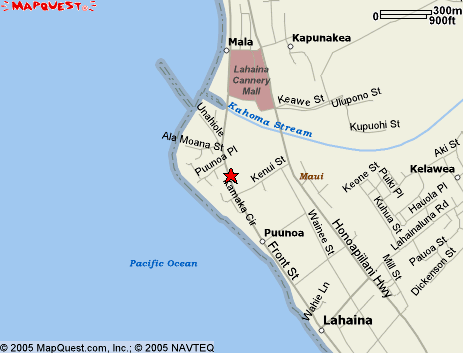 MAPQUEST
300m
0
900ft
Mala
Kapunakea
Lahaina
Cannery
Mall
Keawe St
Ulupono St
Unahiole
Kahoma Stream
Kupuohi St
Ala Moana St
Puunoa Pl
Kenui St
Maui
Keone St
Puiki Pl
Aki St
Kelawea
Kamaka Cir
Kuhua St
Hauola Pl
Wainee St
Lahainaluna Rd
Puunoa
Honoapiilani Hwy
Pauoa St
Mill St
Dickenson St
Front St
Pacific Ocean
Wahie Ln
Lahaina
© 2005 MapQuest.com, Inc.; © 2005 NAVTEQ